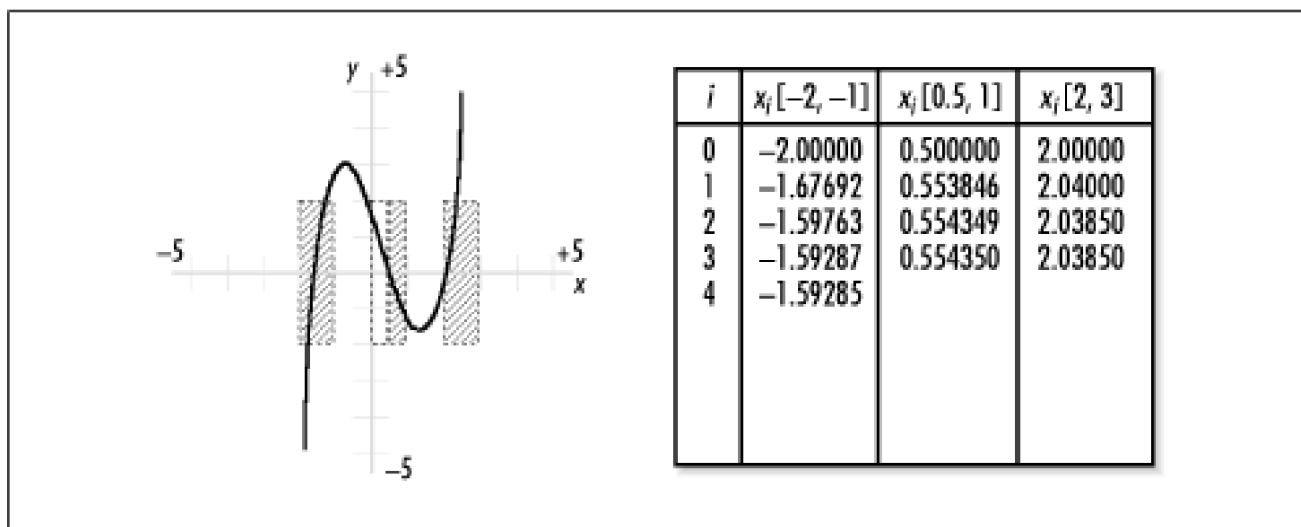 y +5
-5
+5
x
-5
i x_i [–2, –1] x_i [0.5, 1] x_i [2, 3]
0 –2.00000 0.500000 2.00000
1 –1.67692 0.553846 2.04000
2 –1.59763 0.554349 2.03850
3 –1.59287 0.554350 2.03850
4 –1.59285